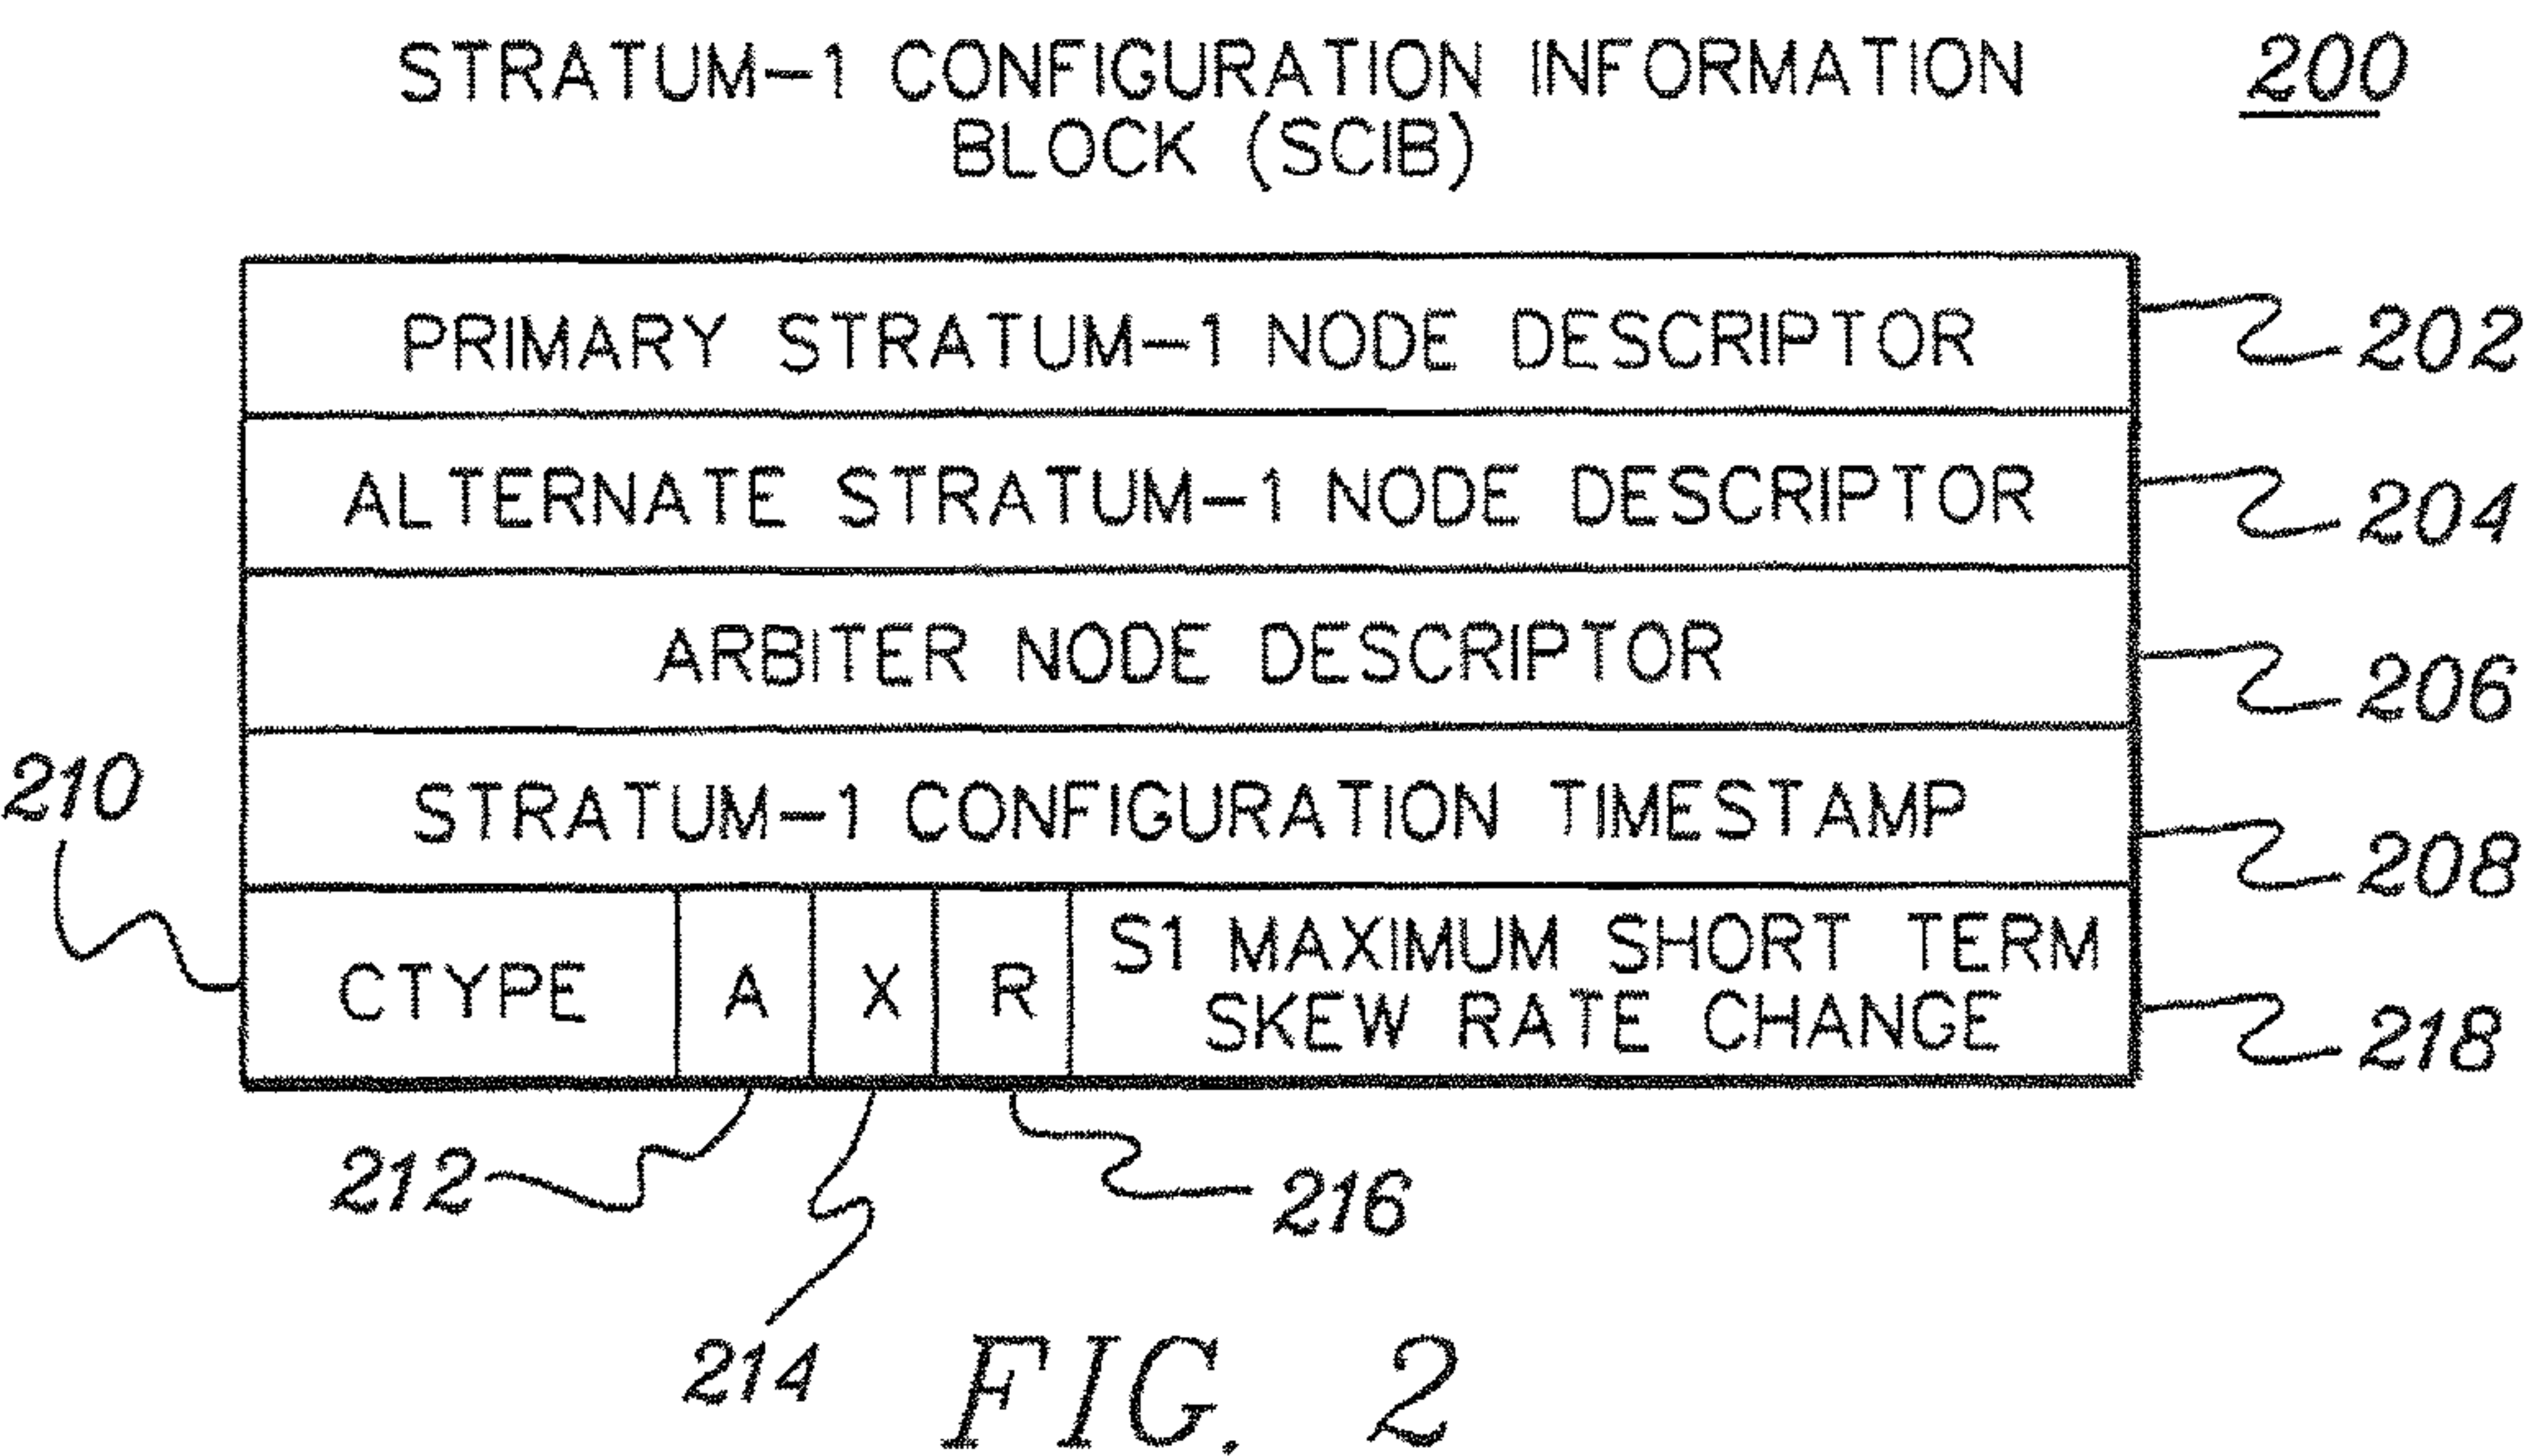 STRATUM-1 CONFIGURATION INFORMATION 200
BLOCK (SCIB)
PRIMARY STRATUM-1 NODE DESCRIPTOR 202
ALTERNATE STRATUM-1 NODE DESCRIPTOR 204
ARBITER NODE DESCRIPTOR 206
210
STRATUM-1 CONFIGURATION TIMESTAMP 208
CTYPE A X R S1 MAXIMUM SHORT TERM
SKEW RATE CHANGE 218
212 216
214
FIG. 2